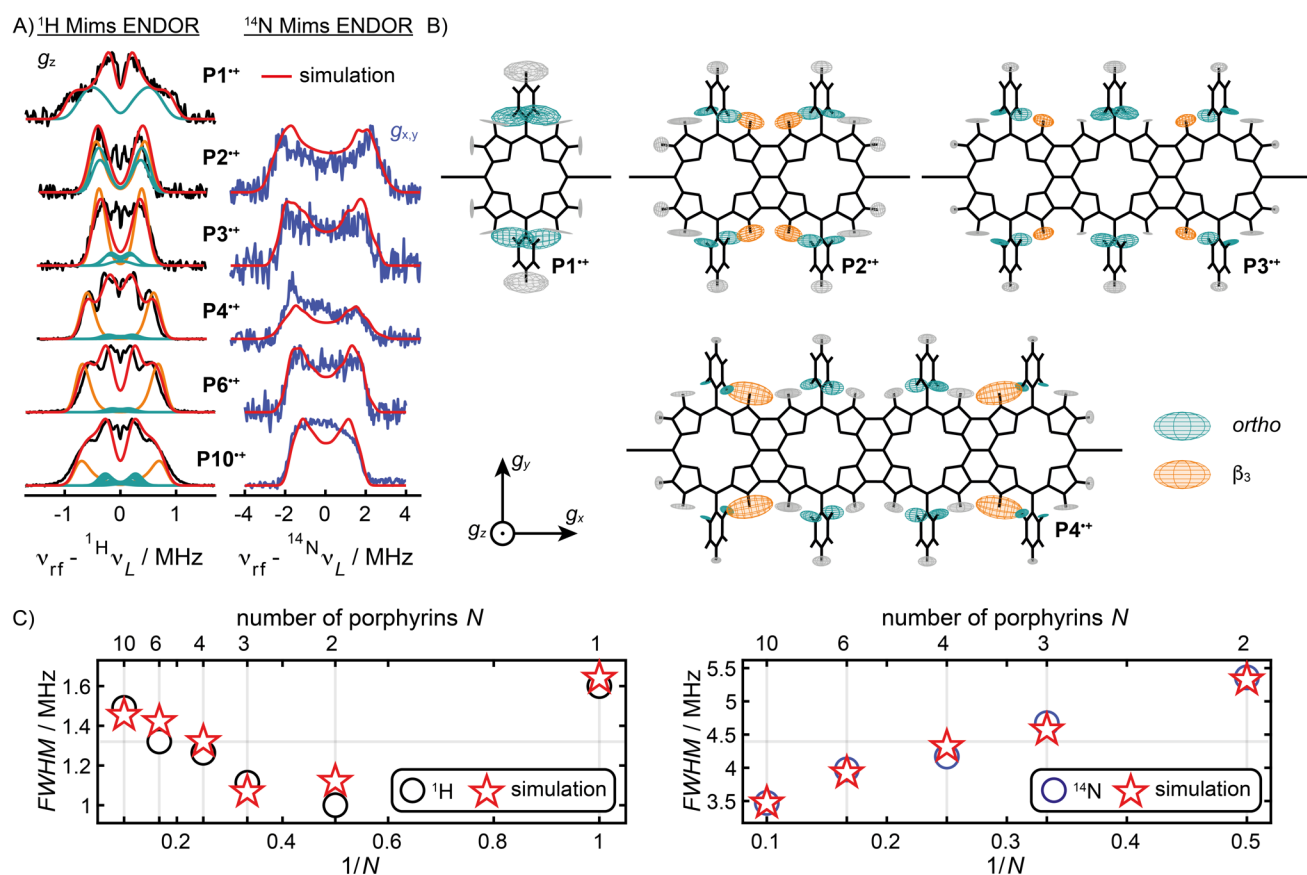 A) ¹H Mims ENDOR ¹⁴N Mims ENDOR B)
g_z
P1•+ simulation
g_x,y
P2•+
P3•+
P4•+
P6•+
P10•+
-1 0 1
-4 -2 0 2 4
ν_rf - ¹Hν_L / MHz
ν_rf - ¹⁴Nν_L / MHz
P1•+
P2•+
P3•+
P4•+
g_y
g_z
g_x
ortho
β₃
C)
number of porphyrins N
10 6 4 3 2 1
FWHM / MHz
1.6
1.4
1.2
1
¹H simulation
0.2 0.4 0.6 0.8 1
1/N
number of porphyrins N
10 6 4 3 2
FWHM / MHz
5.5
5
4.5
4
3.5
¹⁴N simulation
0.1 0.2 0.3 0.4 0.5
1/N